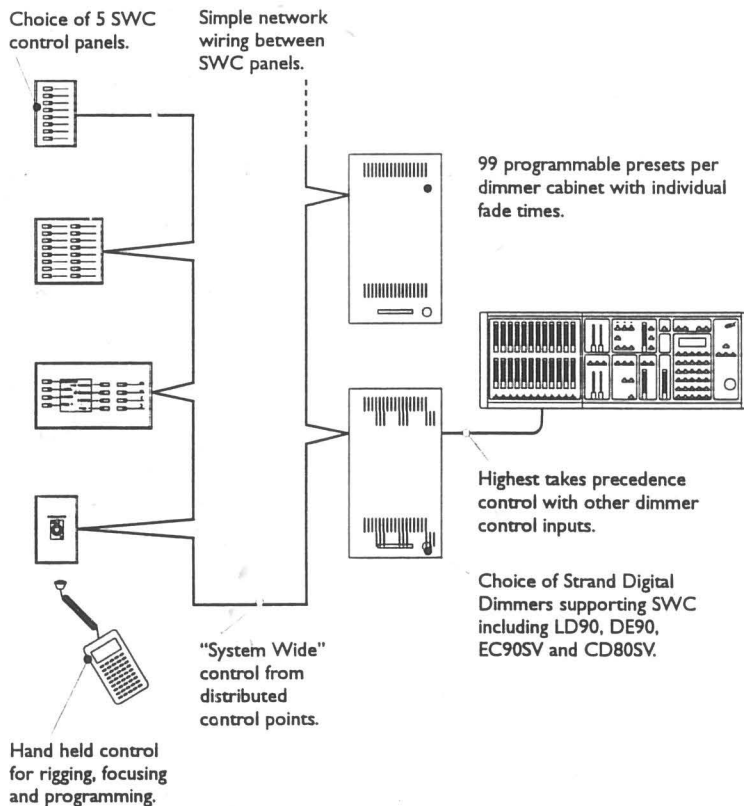 Choice of 5 SWC
control panels.
Simple network
wiring between
SWC panels.
99 programmable presets per
dimmer cabinet with individual
fade times.
Highest takes precedence
control with other dimmer
control inputs.
Choice of Strand Digital
Dimmers supporting SWC
including LD90, DE90,
EC90SV and CD80SV.
"System Wide"
control from
distributed
control points.
Hand held control
for rigging, focusing
and programming.